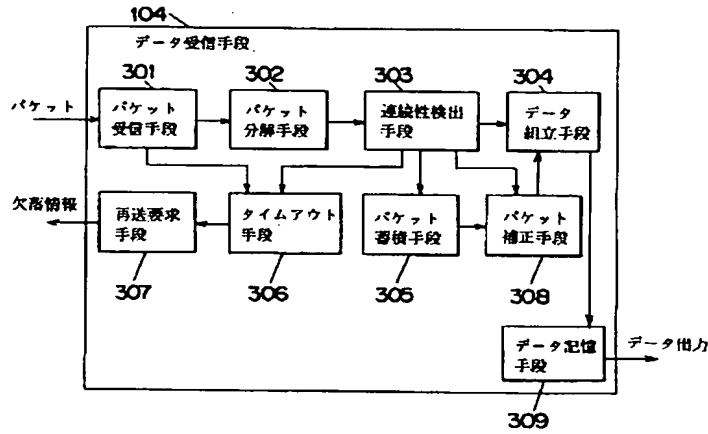 104
データ受信手段
301
302
303
304
パケット
パケット
受信手段
パケット
分解手段
連続性検出
手段
データ
組立手段
欠落情報
再送要求
手段
タイムアウト
手段
パケット
蓄積手段
パケット
補正手段
307
306
305
308
データ記憶
手段
データ出力
309